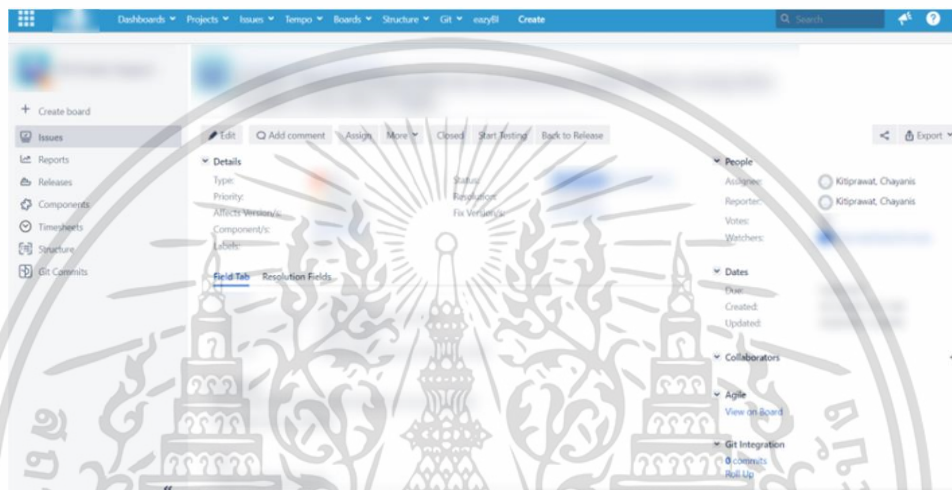 Dashboards Projects Issues Tempo Boards Structure Git eazyBI Create Search
Create board
Issues
Reports
Releases
Components
Timesheets
Structure
Git Commits
Edit Add comment Assign More Closed Start Testing Back to Release Export
Details
Type:
Priority:
Affects Version/s:
Component/s:
Labels:
Status:
Resolution:
Fix Version/s:
Field Tab Resolution Fields
People
Assignee: Kitiprawat, Chayanis
Reporter: Kitiprawat, Chayanis
Votes:
Watchers:
Dates
Due:
Created:
Updated:
Collaborators
Agile
View on Board
Git Integration
0 commits
Roll Up